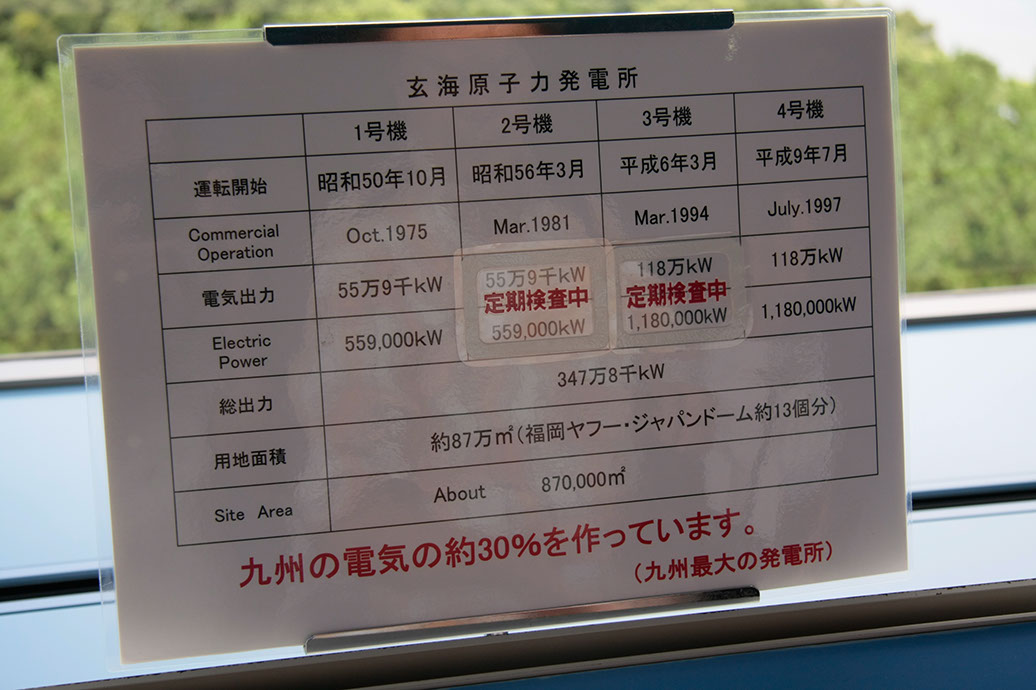 玄海原子力発電所
1号機 2号機 3号機 4号機
運転開始 昭和50年10月 昭和56年3月 平成6年3月 平成9年7月
Commercial Operation Oct.1975 Mar.1981 Mar.1994 July.1997
電気出力 55万9千kW 55万9千kW 118万kW 118万kW
定期検査中 定期検査中
Electric Power 559,000kW 559,000kW 1,180,000kW 1,180,000kW
総出力 347万8千kW
用地面積 約87万㎡(福岡ヤフー・ジャパンドーム約13個分)
Site Area About 870,000㎡
九州の電気の約30%を作っています。
(九州最大の発電所)